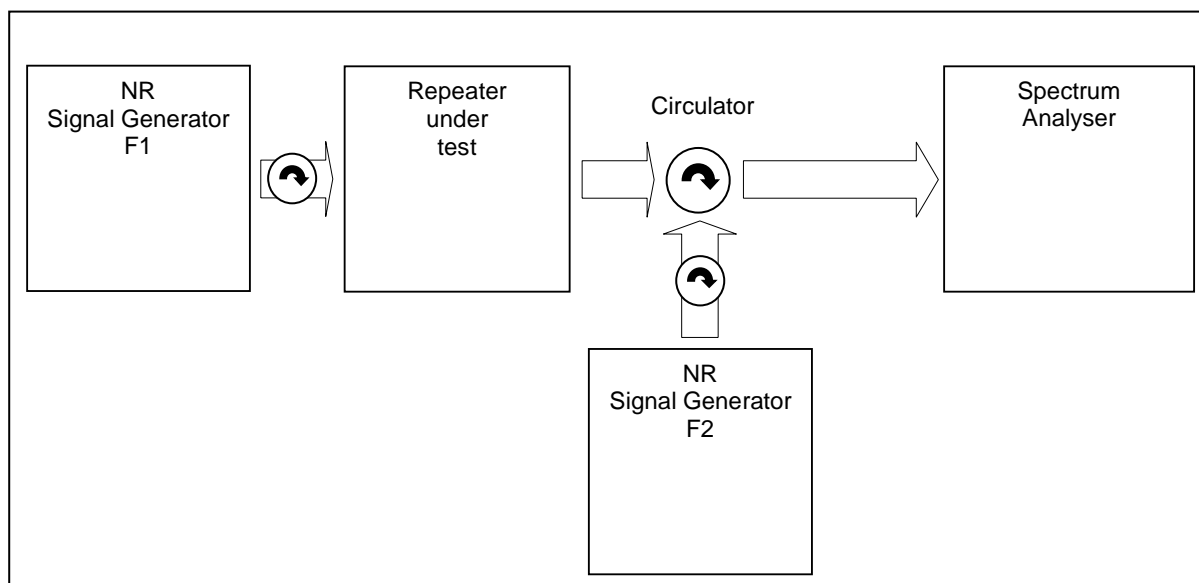 NR
Signal Generator
F1
Repeater
under
test
Circulator
Spectrum
Analyser
NR
Signal Generator
F2